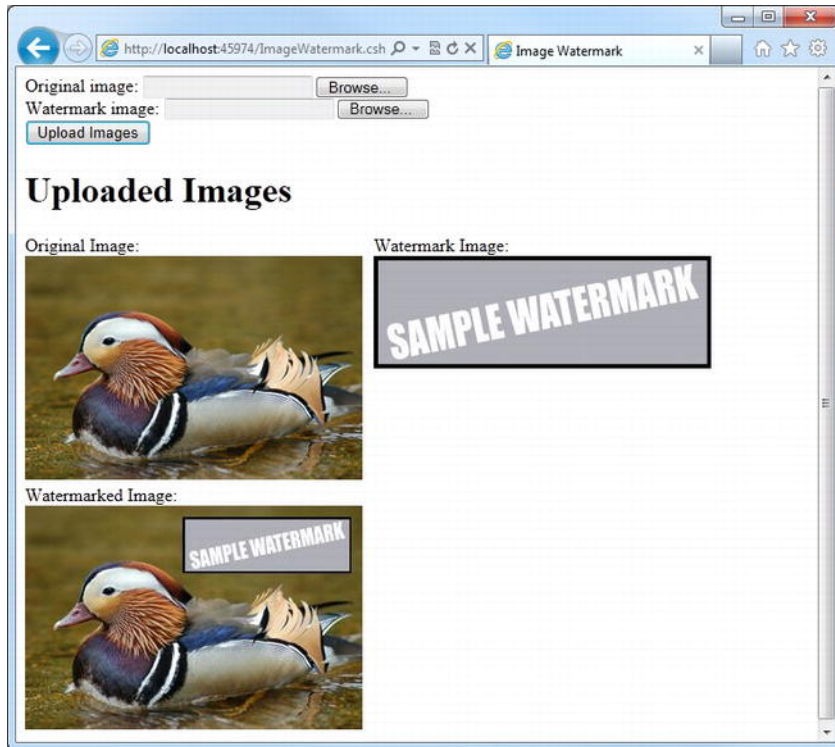 http://localhost:45974/ImageWatermark.csh
Image Watermark
Original image: Browse...
Watermark image: Browse...
Upload Images
Uploaded Images
Original Image: Watermark Image:
SAMPLE WATERMARK
Watermarked Image:
SAMPLE WATERMARK